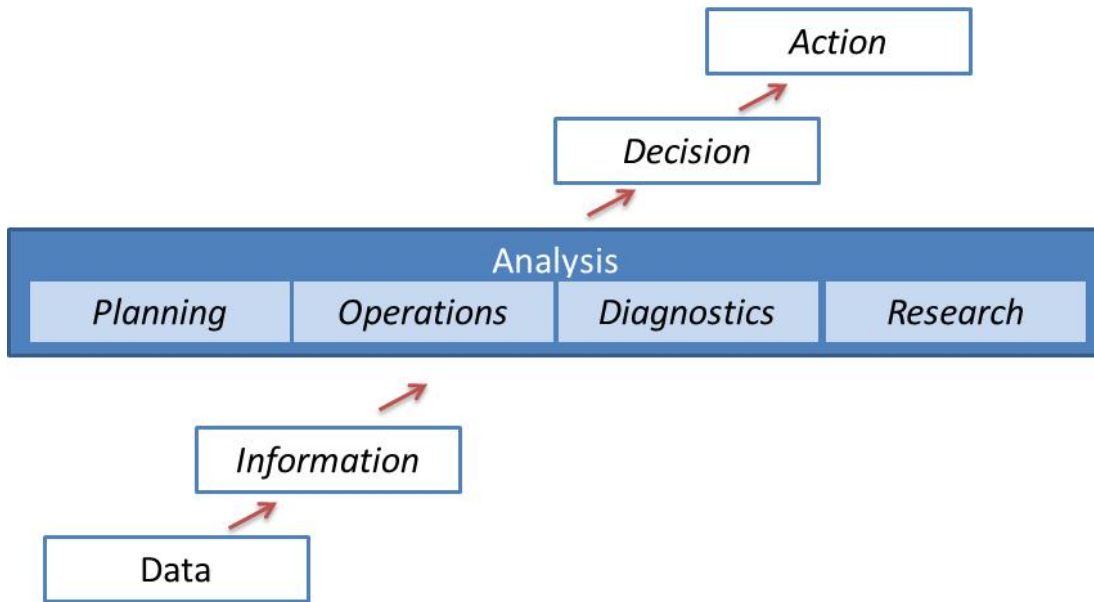 Action
Decision
Analysis
Planning Operations Diagnostics Research
Information
Data